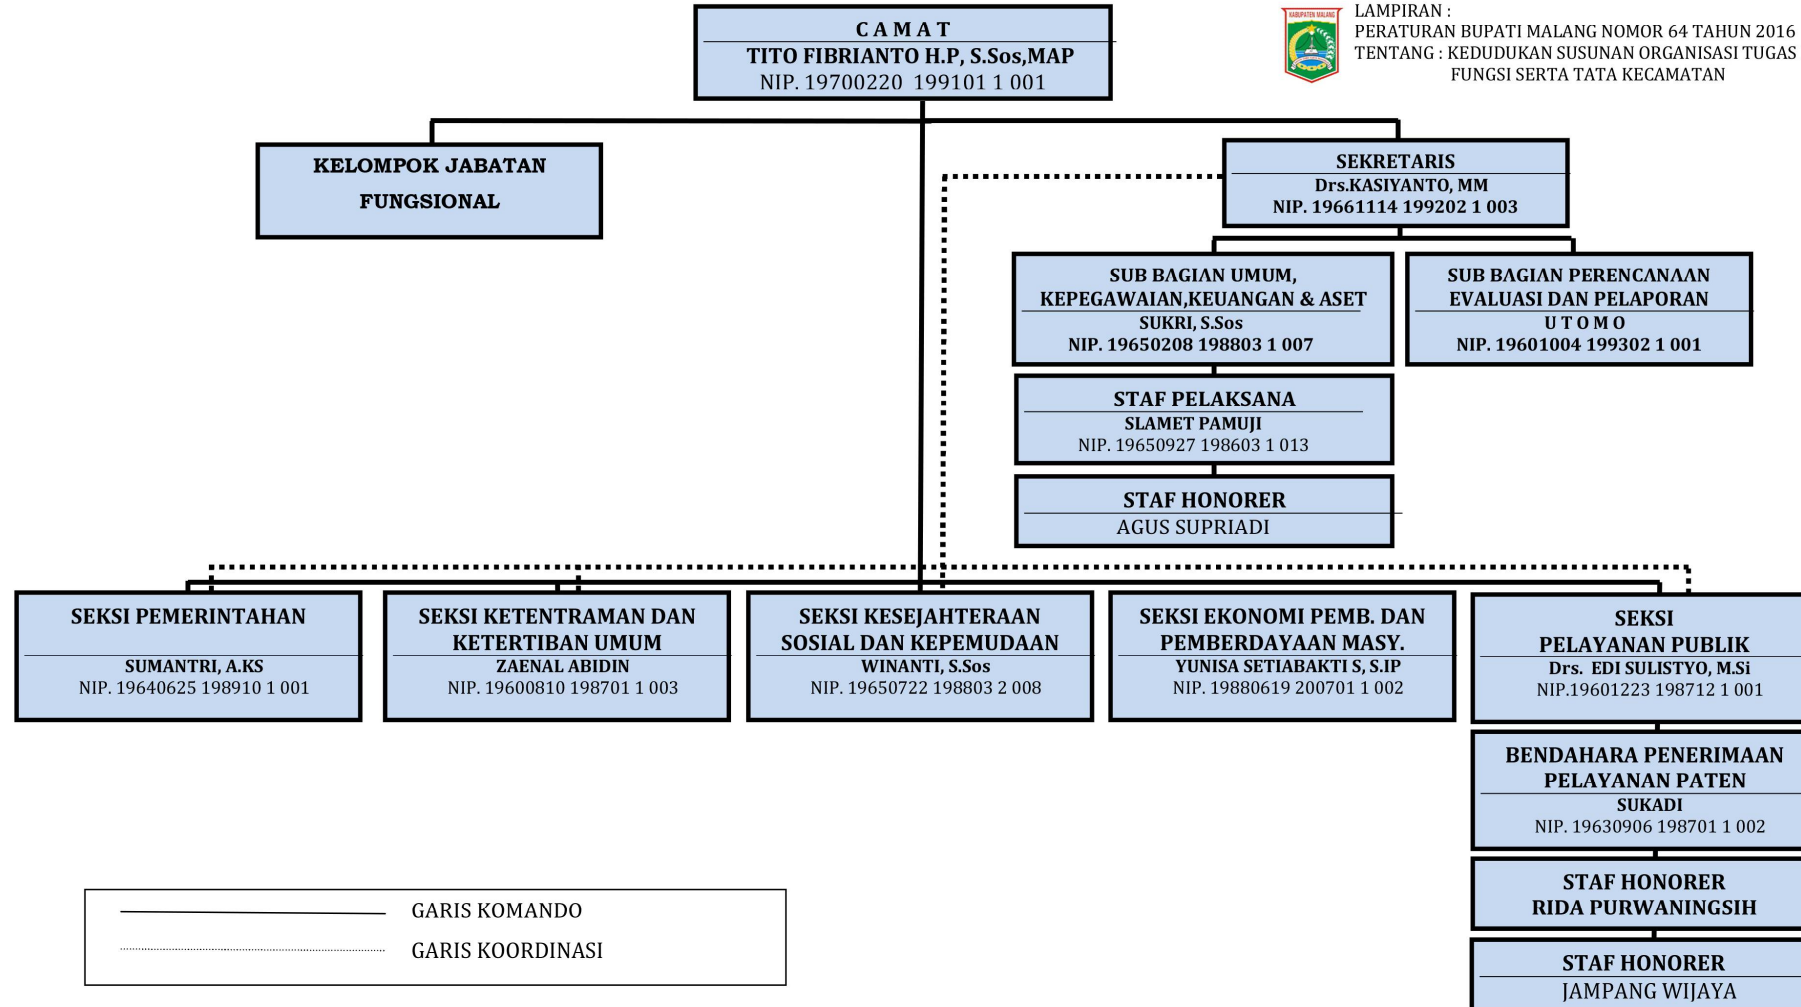 C A M A T
TITO FIBRIANTO H.P, S.Sos,MAP
NIP. 19700220 199101 1 001
KABUPATEN MALANG
LAMPIRAN :
PERATURAN BUPATI MALANG NOMOR 64 TAHUN 2016
TENTANG : KEDUDUKAN SUSUNAN ORGANISASI TUGAS
FUNGSI SERTA TATA KECAMATAN
KELOMPOK JABATAN
FUNGSIONAL
SEKRETARIS
Drs.KASIYANTO, MM
NIP. 19661114 199202 1 003
SUB BAGIAN UMUM,
KEPEGAWAIAN,KEUANGAN & ASET
SUKRI, S.Sos
NIP. 19650208 198803 1 007
SUB BAGIAN PERENCANAAN
EVALUASI DAN PELAPORAN
U T O M O
NIP. 19601004 199302 1 001
STAF PELAKSANA
SLAMET PAMUJI
NIP. 19650927 198603 1 013
STAF HONORER
AGUS SUPRIADI
SEKSI PEMERINTAHAN
SUMANTRI, A.KS
NIP. 19640625 198910 1 001
SEKSI KETENTRAMAN DAN
KETERTIBAN UMUM
ZAENAL ABIDIN
NIP. 19600810 198701 1 003
SEKSI KESEJAHTERAAN
SOSIAL DAN KEPEMUDAAN
WINANTI, S.Sos
NIP. 19650722 198803 2 008
SEKSI EKONOMI PEMB. DAN
PEMBERDAYAAN MASY.
YUNISA SETIABAKTI S, S.IP
NIP. 19880619 200701 1 002
SEKSI
PELAYANAN PUBLIK
Drs. EDI SULISTYO, M.Si
NIP.19601223 198712 1 001
BENDAHARA PENERIMAAN
PELAYANAN PATEN
SUKADI
NIP. 19630906 198701 1 002
STAF HONORER
RIDA PURWANINGSIH
STAF HONORER
JAMPANG WIJAYA
GARIS KOMANDO
GARIS KOORDINASI